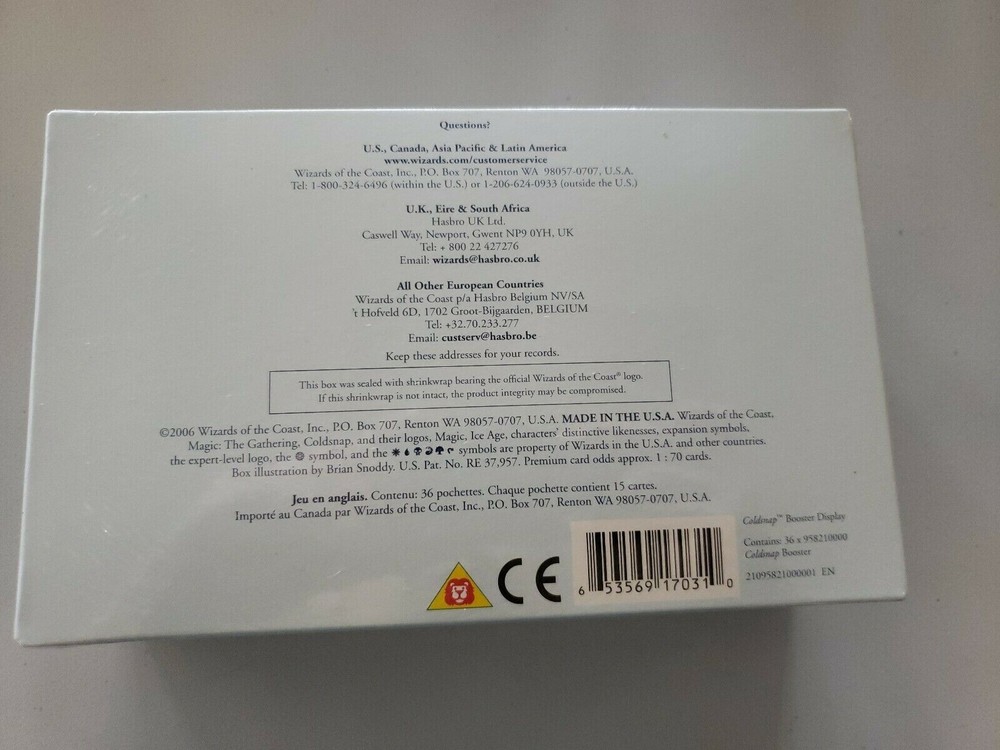 Questions?
U.S., Canada, Asia Pacific & Latin America
www.wizards.com/customerservice
Wizards of the Coast, Inc., P.O. Box 707, Renton WA 98057-0707, U.S.A.
Tel: 1-800-324-6496 (within the U.S.) or 1-206-624-0933 (outside the U.S.)
U.K., Eire & South Africa
Hasbro UK Ltd.
Caswell Way, Newport, Gwent NP9 0YH, UK
Tel: + 800 22 427276
Email: wizards@hasbro.co.uk
All Other European Countries
Wizards of the Coast p/a Hasbro Belgium NV/SA
't Hofveld 6D, 1702 Groot-Bijgaarden, BELGIUM
Tel: +32.70.233.277
Email: custserv@hasbro.be
Keep these addresses for your records.
This box was sealed with shrinkwrap bearing the official Wizards of the Coast® logo.
If this shrinkwrap is not intact, the product integrity may be compromised.
©2006 Wizards of the Coast, Inc., P.O. Box 707, Renton WA 98057-0707, U.S.A. MADE IN THE U.S.A. Wizards of the Coast,
Magic: The Gathering, Coldsnap, and their logos, Magic, Ice Age, characters' distinctive likenesses, expansion symbols,
the expert-level logo, the symbol, and the symbols are property of Wizards in the U.S.A. and other countries.
Box illustration by Brian Snoddy. U.S. Pat. No. RE 37,957. Premium card odds approx. 1 : 70 cards.
Jeu en anglais. Contenu: 36 pochettes. Chaque pochette contient 15 cartes.
Importé au Canada par Wizards of the Coast, Inc., P.O. Box 707, Renton WA 98057-0707, U.S.A.
CE
6 53569 17031 0
Coldsnap™ Booster Display
Contains: 36 x 958210000
Coldsnap Booster
21095821000001 EN